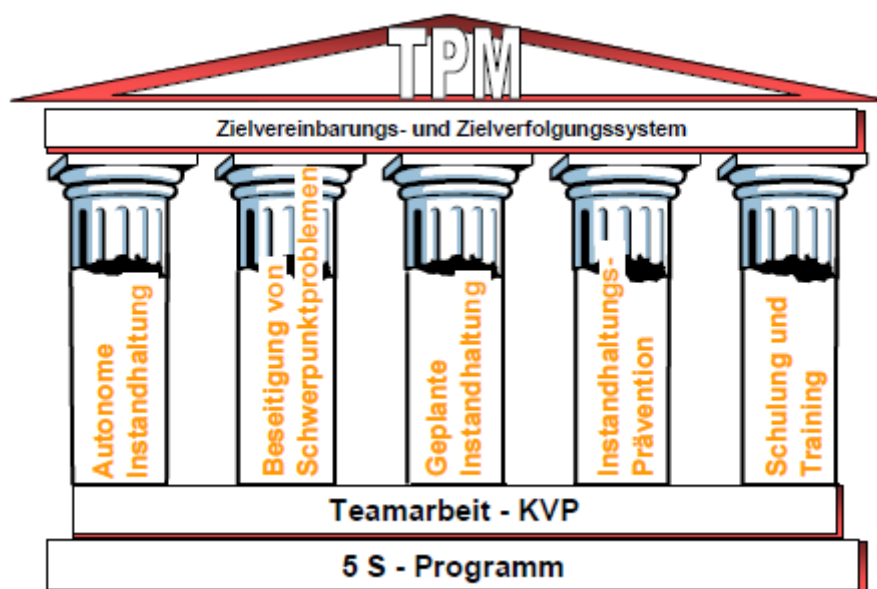 TPM
Zielvereinbarungs- und Zielverfolgungssystem
Autonome
Instandhaltung
Beseitigung von
Schwerpunktproblemen
Geplante
Instandhaltung
Instandhaltungs-
Prävention
Schulung und
Training
Teamarbeit - KVP
5 S - Programm